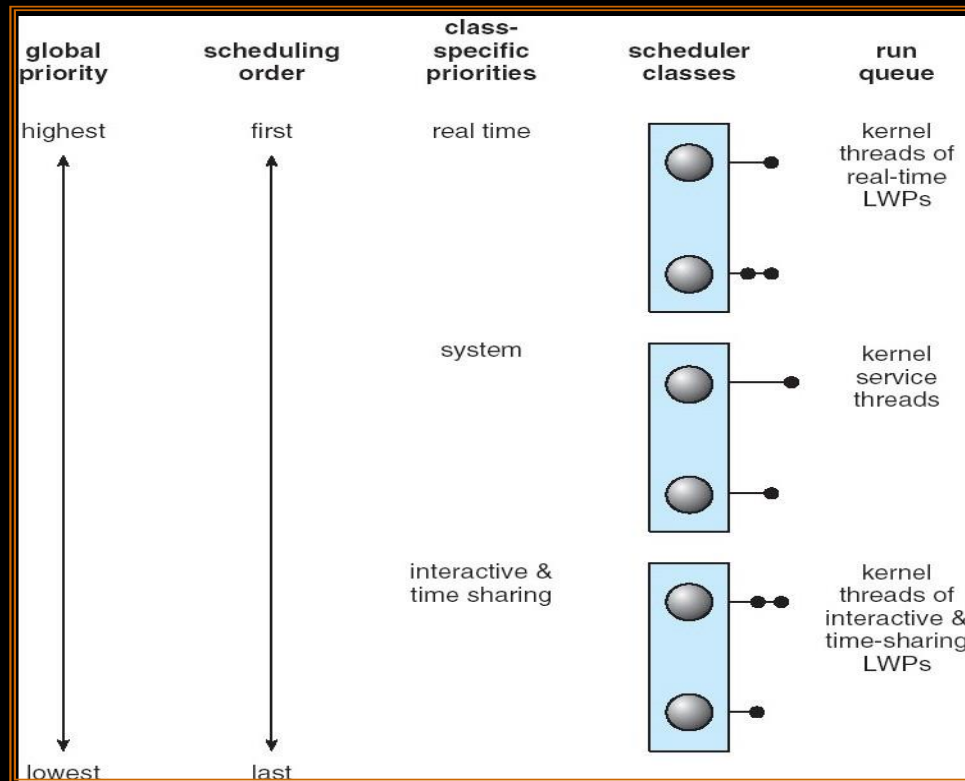 global
priority
scheduling
order
class-
specific
priorities
scheduler
classes
run
queue
highest
first
real time
kernel
threads of
real-time
LWPs
system
kernel
service
threads
interactive &
time sharing
kernel
threads of
interactive &
time-sharing
LWPs
lowest
last